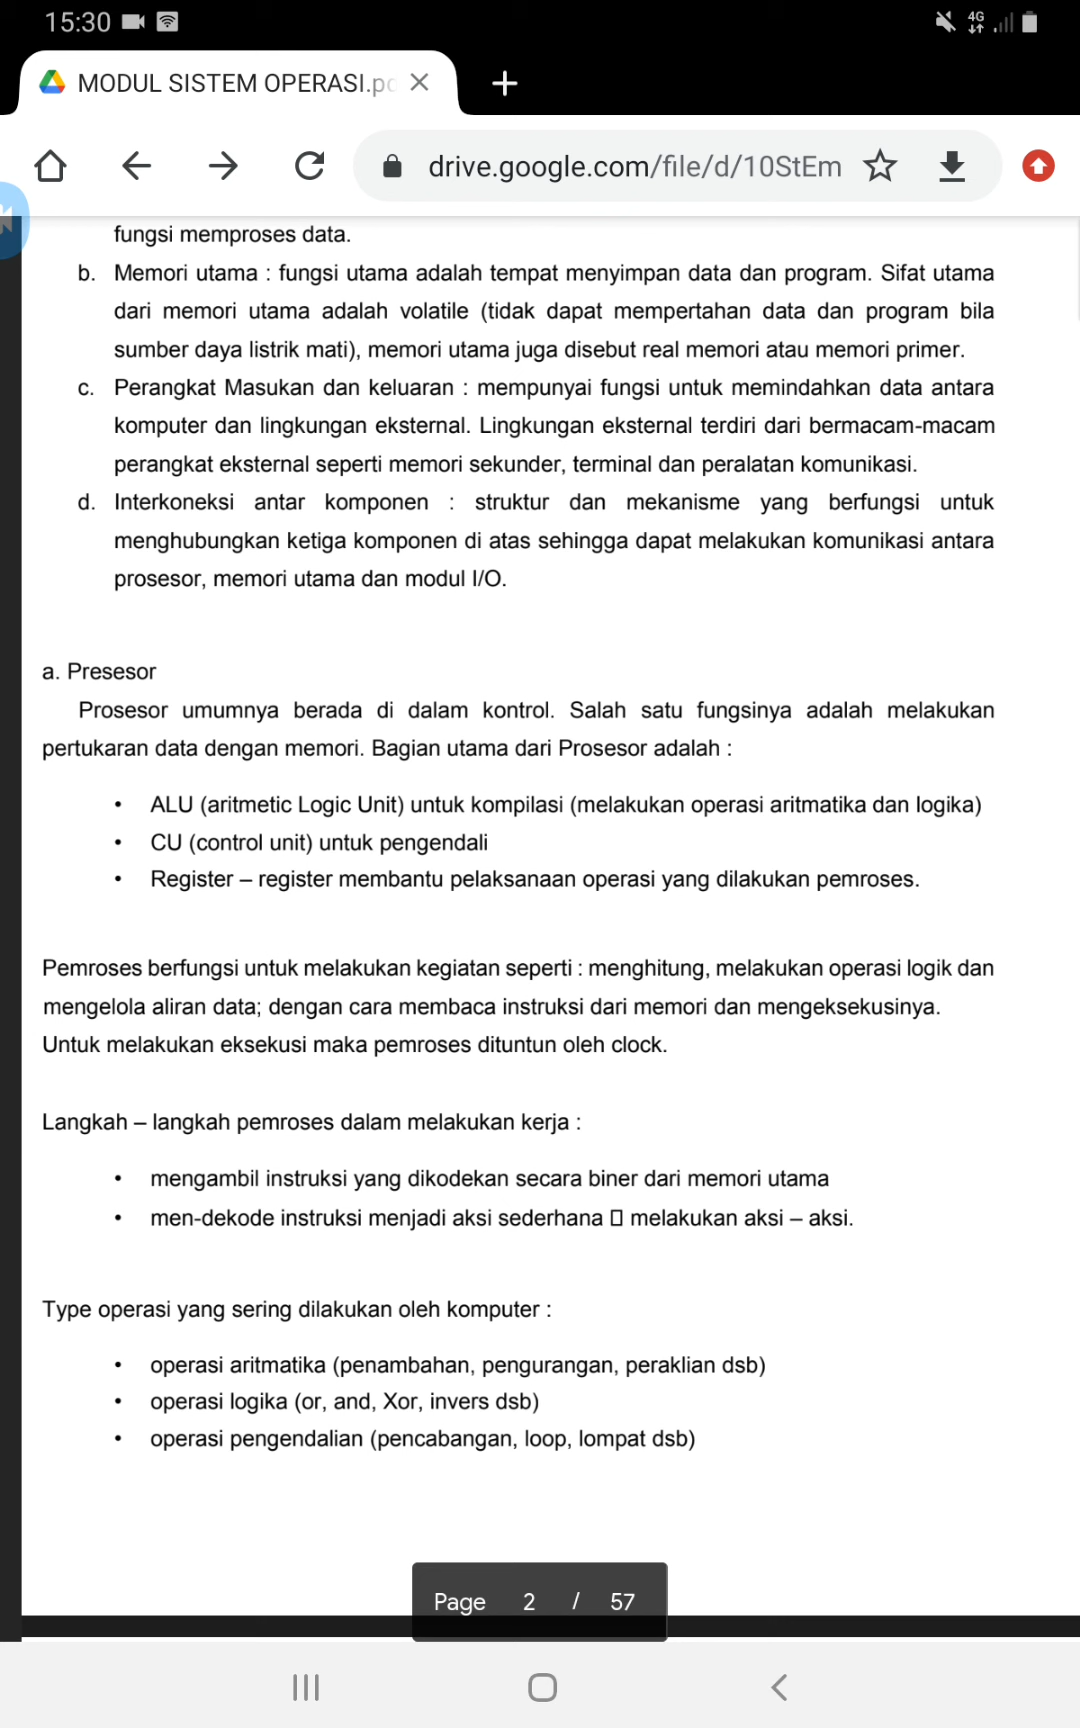 15:30
4G
MODUL SISTEM OPERASI.pd
drive.google.com/file/d/10StEm
fungsi memproses data.
b. Memori utama : fungsi utama adalah tempat menyimpan data dan program. Sifat utama
dari memori utama adalah volatile (tidak dapat mempertahan data dan program bila
sumber daya listrik mati), memori utama juga disebut real memori atau memori primer.
c. Perangkat Masukan dan keluaran : mempunyai fungsi untuk memindahkan data antara
komputer dan lingkungan eksternal. Lingkungan eksternal terdiri dari bermacam-macam
perangkat eksternal seperti memori sekunder, terminal dan peralatan komunikasi.
d. Interkoneksi antar komponen : struktur dan mekanisme yang berfungsi untuk
menghubungkan ketiga komponen di atas sehingga dapat melakukan komunikasi antara
prosesor, memori utama dan modul I/O.
a. Presesor
Prosesor umumnya berada di dalam kontrol. Salah satu fungsinya adalah melakukan
pertukaran data dengan memori. Bagian utama dari Prosesor adalah :
• ALU (aritmetic Logic Unit) untuk kompilasi (melakukan operasi aritmatika dan logika)
• CU (control unit) untuk pengendali
• Register – register membantu pelaksanaan operasi yang dilakukan pemroses.
Pemroses berfungsi untuk melakukan kegiatan seperti : menghitung, melakukan operasi logik dan
mengelola aliran data; dengan cara membaca instruksi dari memori dan mengeksekusinya.
Untuk melakukan eksekusi maka pemroses dituntun oleh clock.
Langkah – langkah pemroses dalam melakukan kerja :
• mengambil instruksi yang dikodekan secara biner dari memori utama
• men-dekode instruksi menjadi aksi sederhana ▯ melakukan aksi – aksi.
Type operasi yang sering dilakukan oleh komputer :
• operasi aritmatika (penambahan, pengurangan, peraklian dsb)
• operasi logika (or, and, Xor, invers dsb)
• operasi pengendalian (pencabangan, loop, lompat dsb)
Page 2 / 57